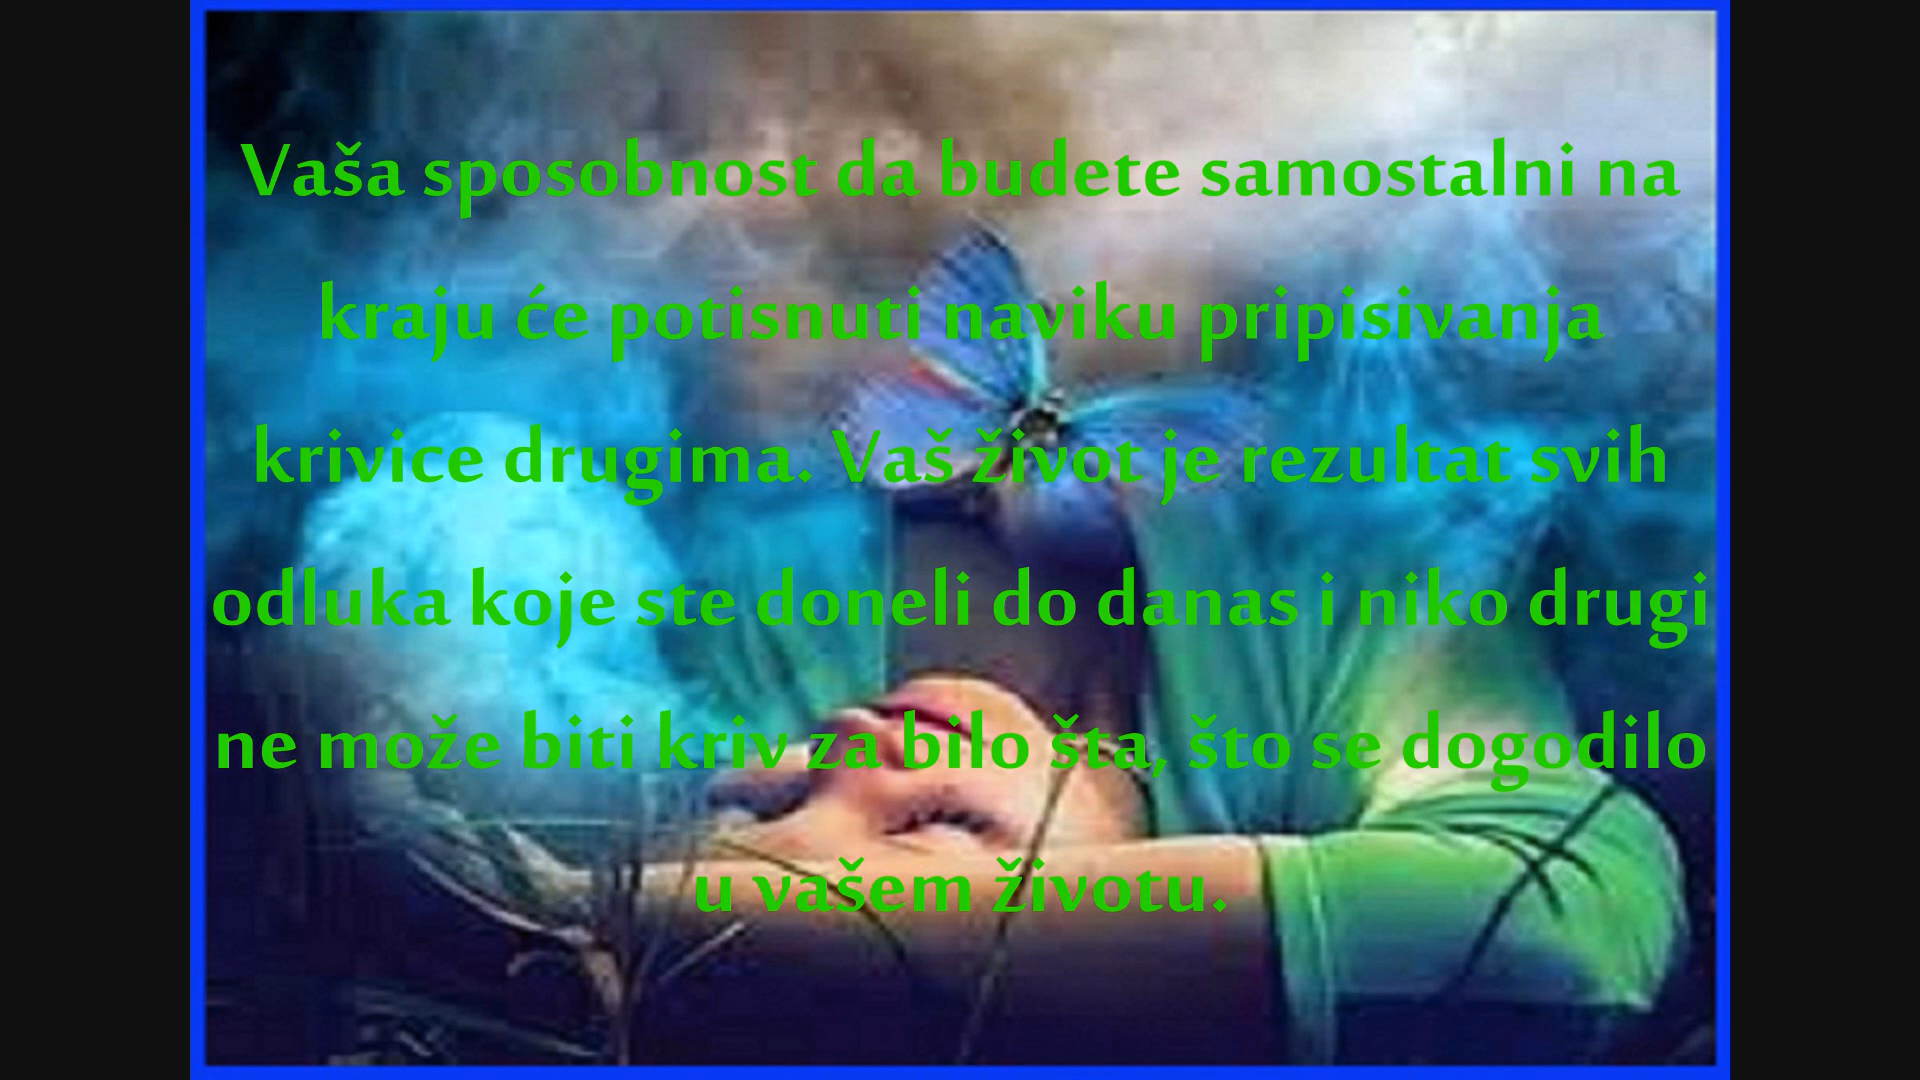 Vaša sposobnost da budete samostalni na
kraju će potisnuti naviku pripisivanja
krivice drugima. Vaš život je rezultat svih
odluka koje ste doneli do danas i niko drugi
ne može biti kriv za bilo šta, što se dogodilo
u vašem životu.